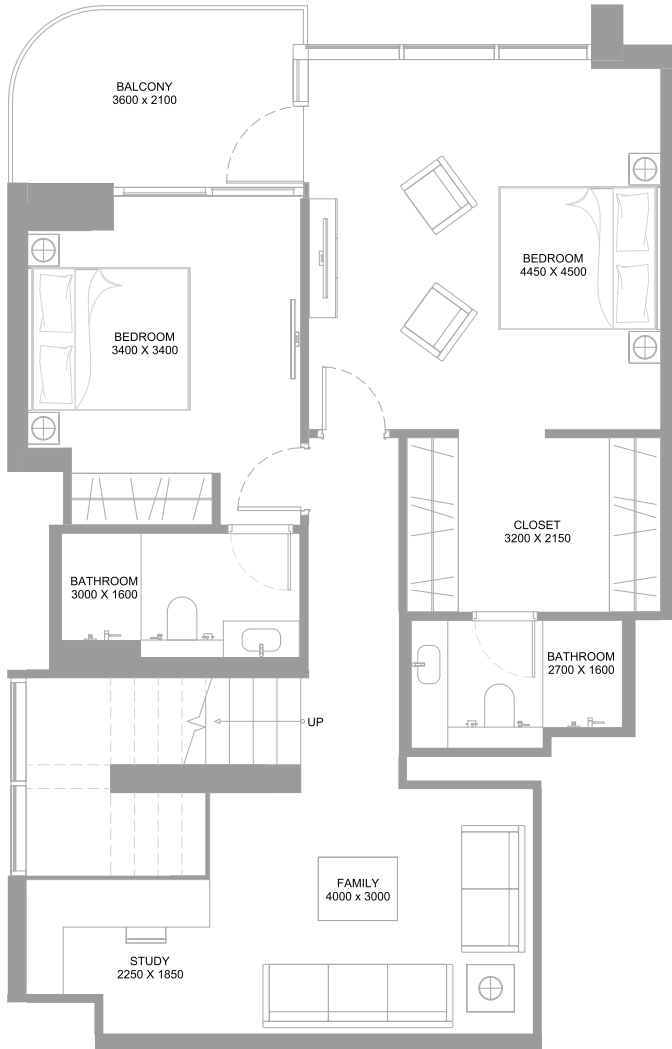 BALCONY
3600 x 2100
BEDROOM
4450 X 4500
BEDROOM
3400 X 3400
CLOSET
3200 X 2150
BATHROOM
3000 X 1600
BATHROOM
2700 X 1600
UP
FAMILY
4000 x 3000
STUDY
2250 X 1850